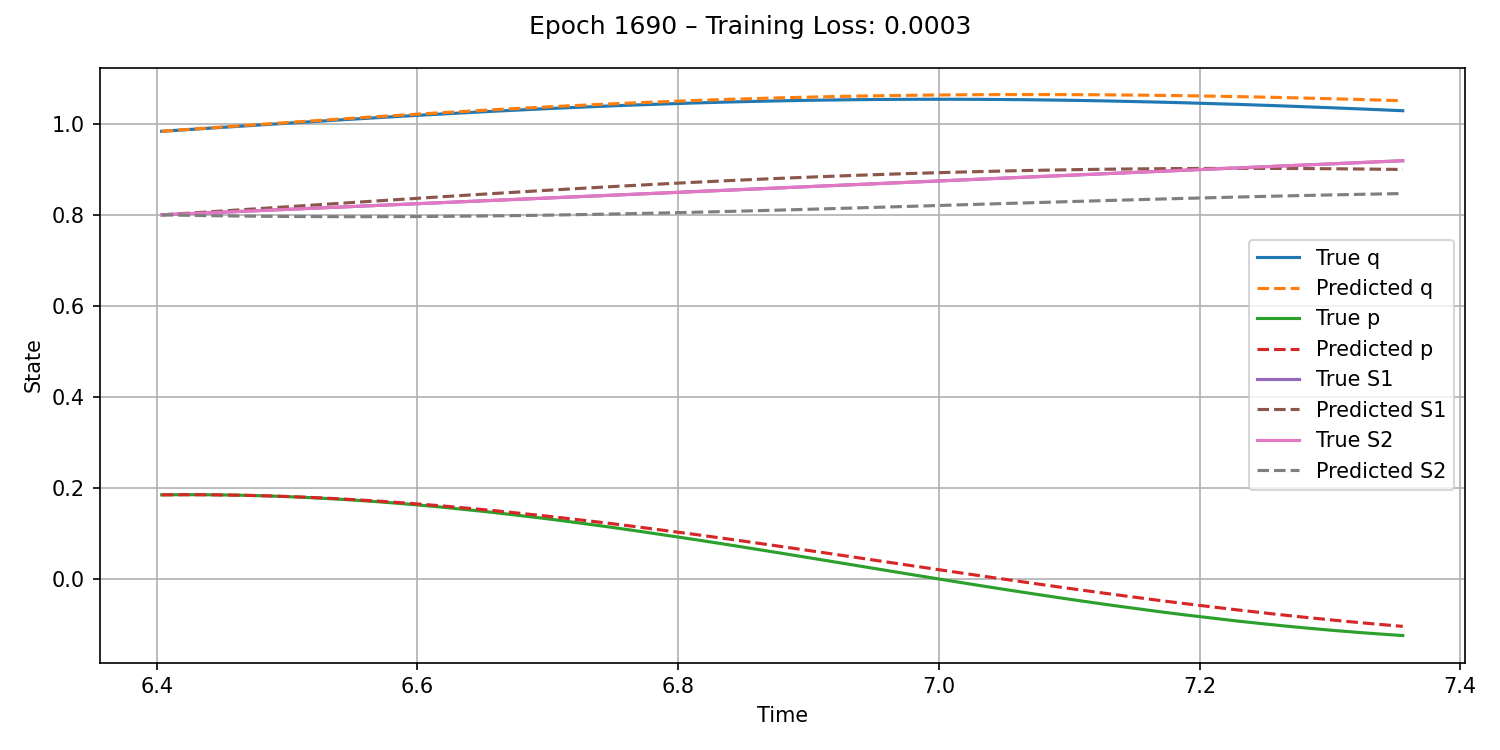 Epoch 1690 – Training Loss: 0.0003
1.0
0.8
0.6
0.4
0.2
0.0
State
True q
Predicted q
True p
Predicted p
True S1
Predicted S1
True S2
Predicted S2
6.4 6.6 6.8 7.0 7.2 7.4
Time